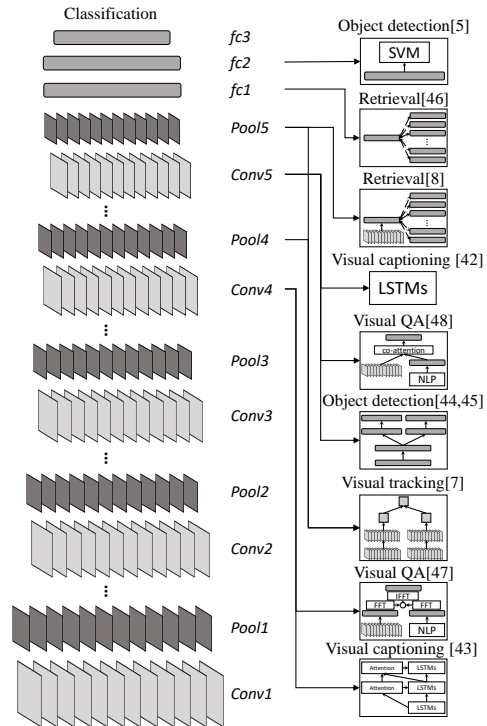 Classification
fc3
fc2
fc1
Pool5
Conv5
Pool4
Conv4
Pool3
Conv3
Pool2
Conv2
Pool1
Conv1
Object detection[5]
SVM
Retrieval[46]
Retrieval[8]
Visual captioning [42]
LSTMs
Visual QA[48]
co-attention
NLP
Object detection[44,45]
Visual tracking[7]
Visual QA[47]
IFFT
FFT
FFT
NLP
Visual captioning [43]
Attention
LSTMs
Attention
LSTMs
LSTMs